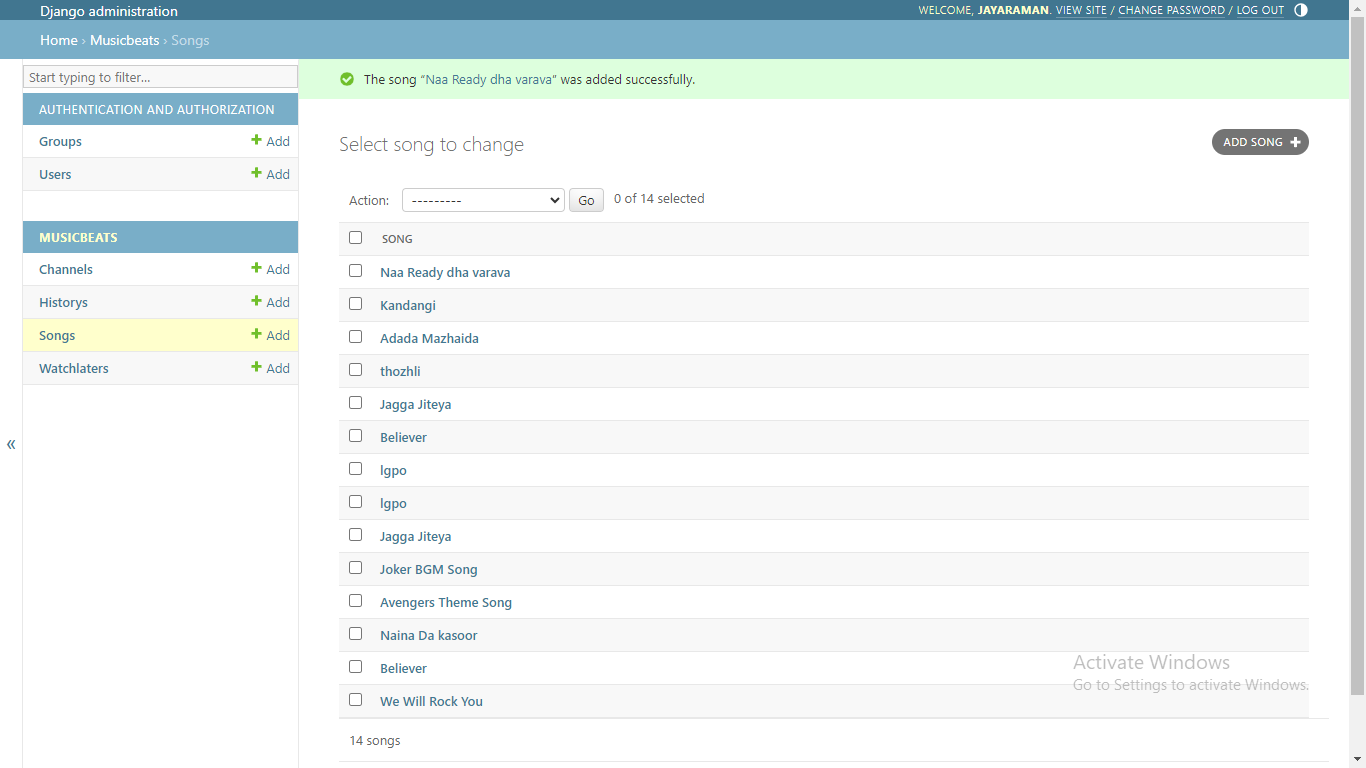 Django administration
WELCOME, JAYARAMAN. VIEW SITE / CHANGE PASSWORD / LOG OUT
Home › Musicbeats › Songs
Start typing to filter...
AUTHENTICATION AND AUTHORIZATION
Groups + Add
Users + Add
MUSICBEATS
Channels + Add
Historys + Add
Songs + Add
Watchlaters + Add
«
The song “Naa Ready dha varava” was added successfully.
Select song to change
ADD SONG +
Action: --------- Go 0 of 14 selected
SONG
Naa Ready dha varava
Kandangi
Adada Mazhaida
thozhli
Jagga Jiteya
Believer
lgpo
lgpo
Jagga Jiteya
Joker BGM Song
Avengers Theme Song
Naina Da kasoor
Believer
We Will Rock You
14 songs
Activate Windows
Go to Settings to activate Windows.